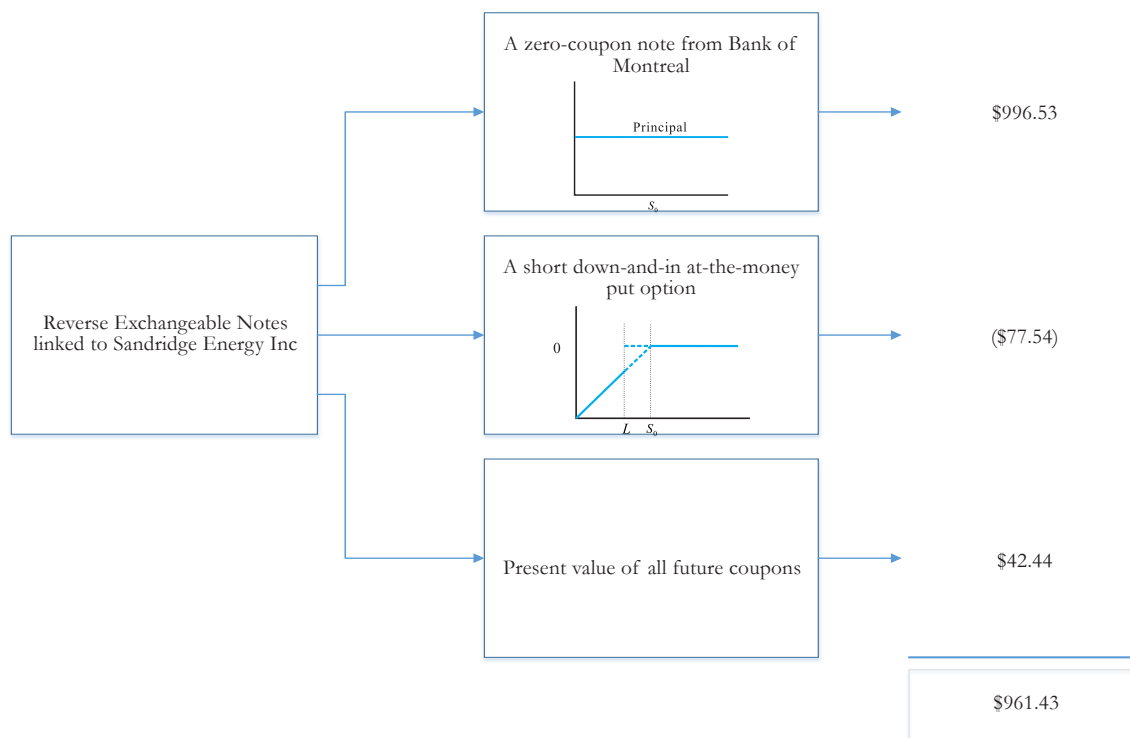 A zero-coupon note from Bank of
Montreal
Principal
S₀
$996.53
Reverse Exchangeable Notes
linked to Sandridge Energy Inc
A short down-and-in at-the-money
put option
0
L S₀
($77.54)
Present value of all future coupons
$42.44
$961.43